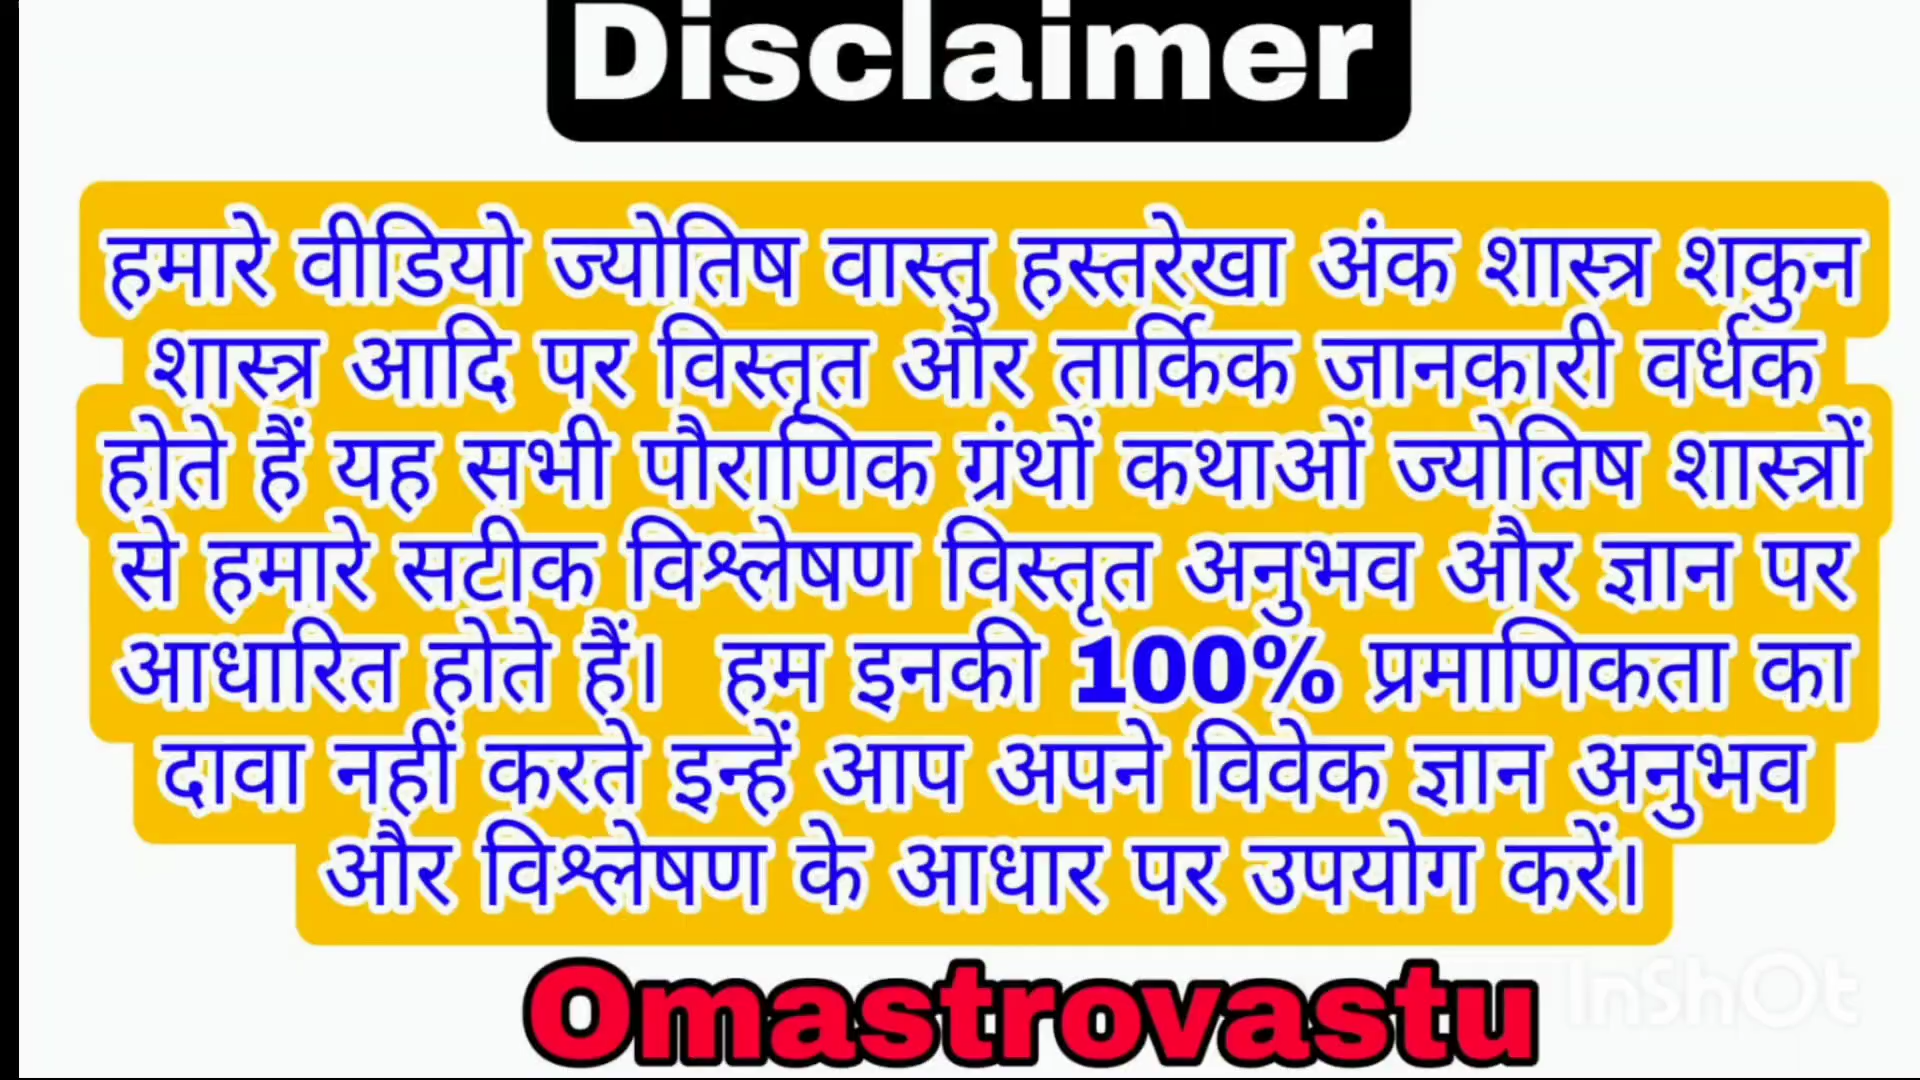 Disclaimer
हमारे वीडियो ज्योतिष वास्तु हस्तरेखा अंक शास्त्र शकुन
शास्त्र आदि पर विस्तृत और तार्किक जानकारी वर्धक
होते हैं यह सभी पौराणिक ग्रंथों कथाओं ज्योतिष शास्त्रों
से हमारे सटीक विश्लेषण विस्तृत अनुभव और ज्ञान पर
आधारित होते हैं। हम इनकी 100% प्रमाणिकता का
दावा नहीं करते इन्हें आप अपने विवेक ज्ञान अनुभव
और विश्लेषण के आधार पर उपयोग करें।
Omastrovastu
InShOt